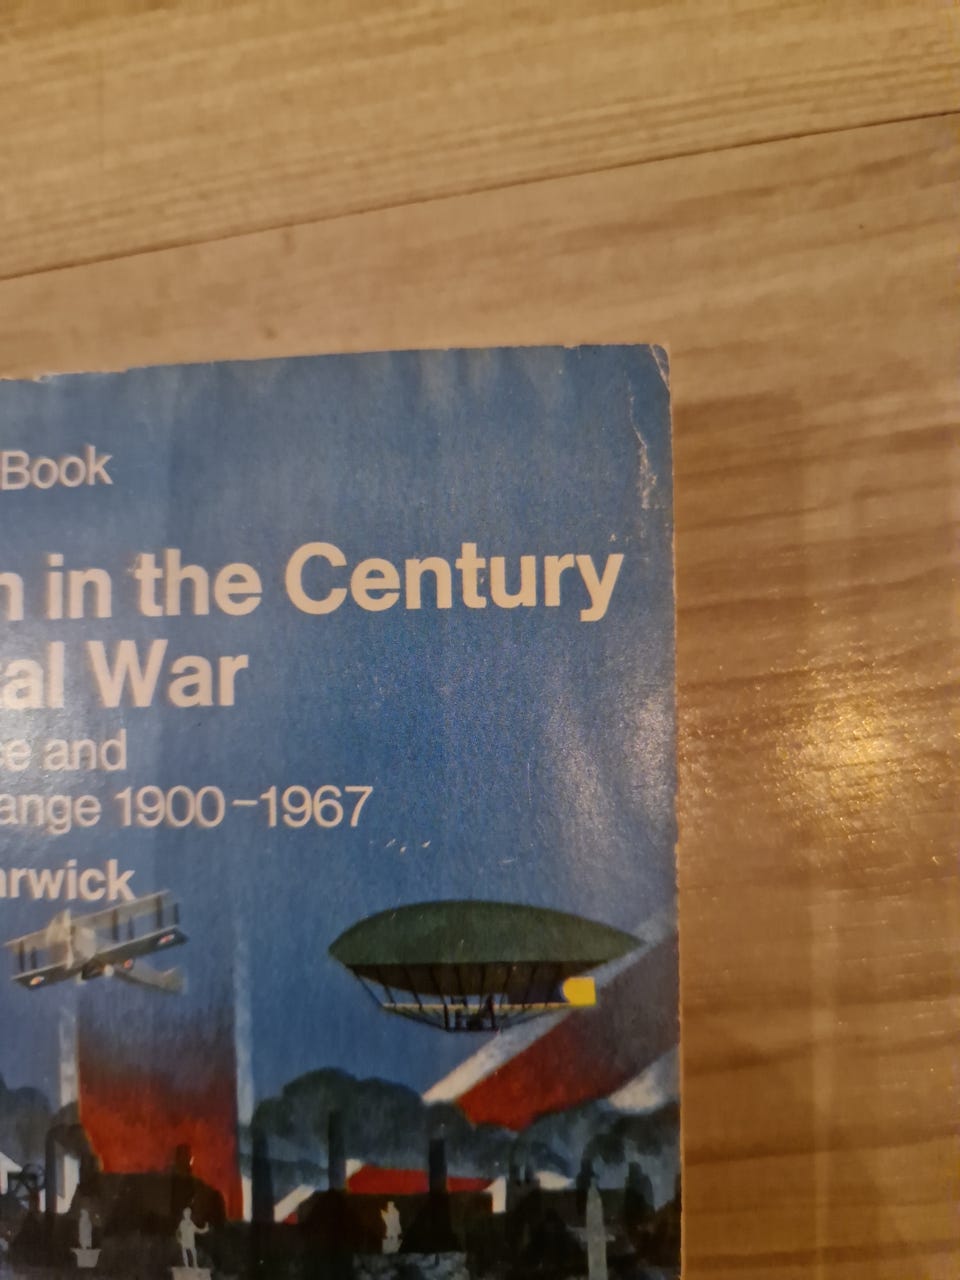 Book
n in the Century
al War
e and
ange 1900–1967
arwick